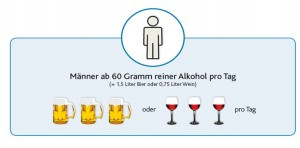 Männer ab 60 Gramm reiner Alkohol pro Tag
(= 1,5 Liter Bier oder 0,75 Liter Wein)
oder pro Tag